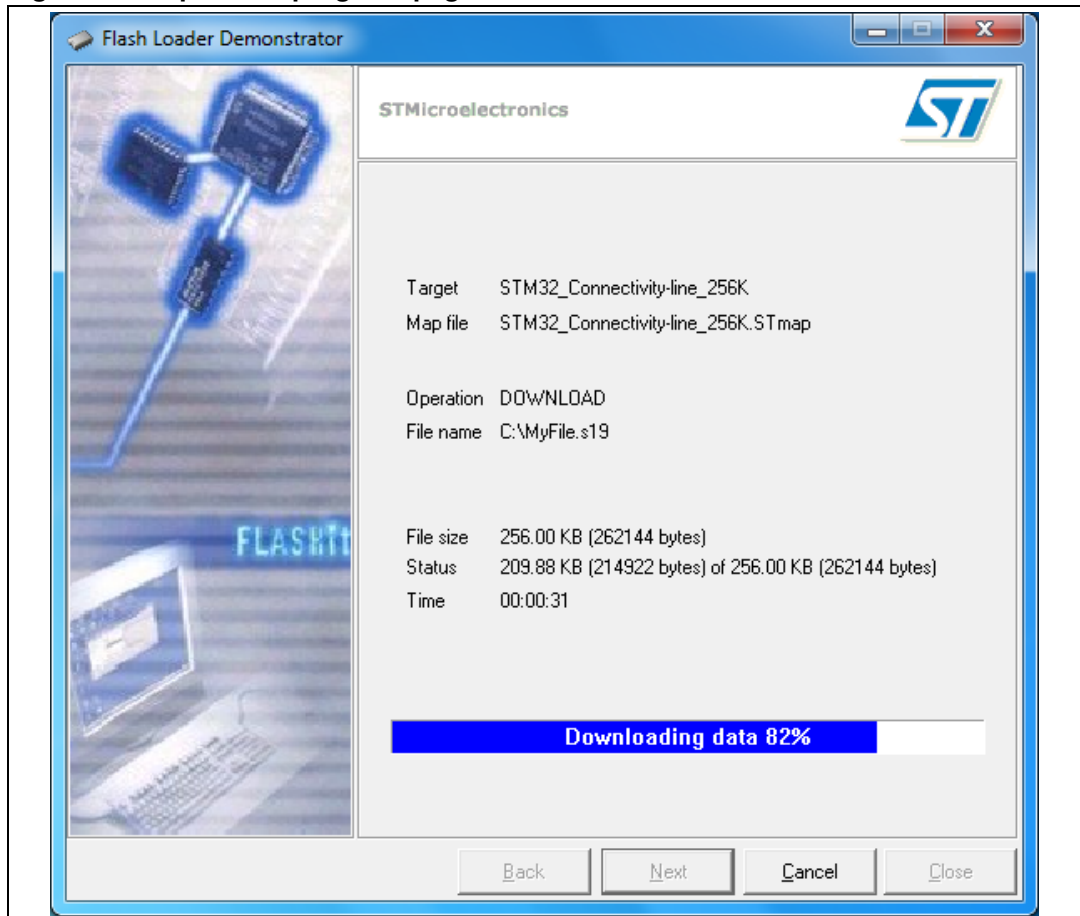 Flash Loader Demonstrator
STMicroelectronics
ST
Target STM32_Connectivity-line_256K
Map file STM32_Connectivity-line_256K.STmap
Operation DOWNLOAD
File name C:\MyFile.s19
FLASHIt
File size 256.00 KB (262144 bytes)
Status 209.88 KB (214922 bytes) of 256.00 KB (262144 bytes)
Time 00:00:31
Downloading data 82%
Back Next Cancel Close